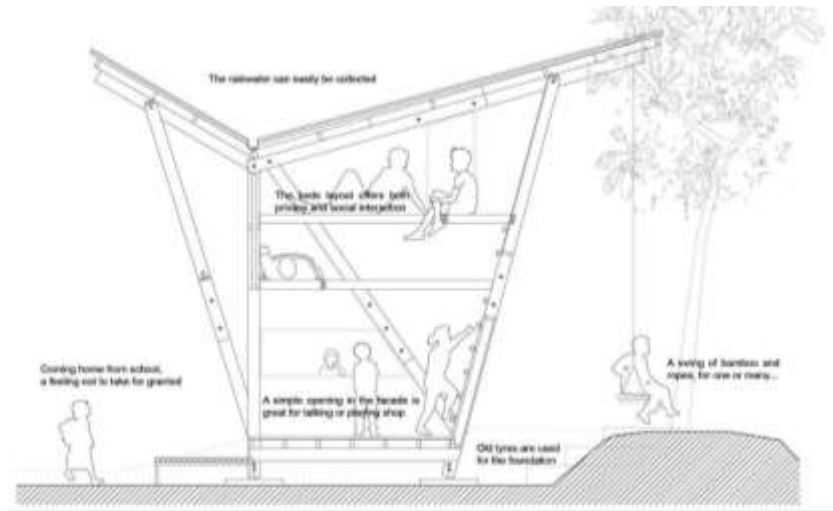 The rainwater can easily be collected
The beds layout offers both
privacy and social interaction
Coming home from school,
a feeling not to take for granted
A simple opening in the facade is
great for talking or playing shop
A swing of bamboo and
ropes, for one or many...
Old tyres are used
for the foundation